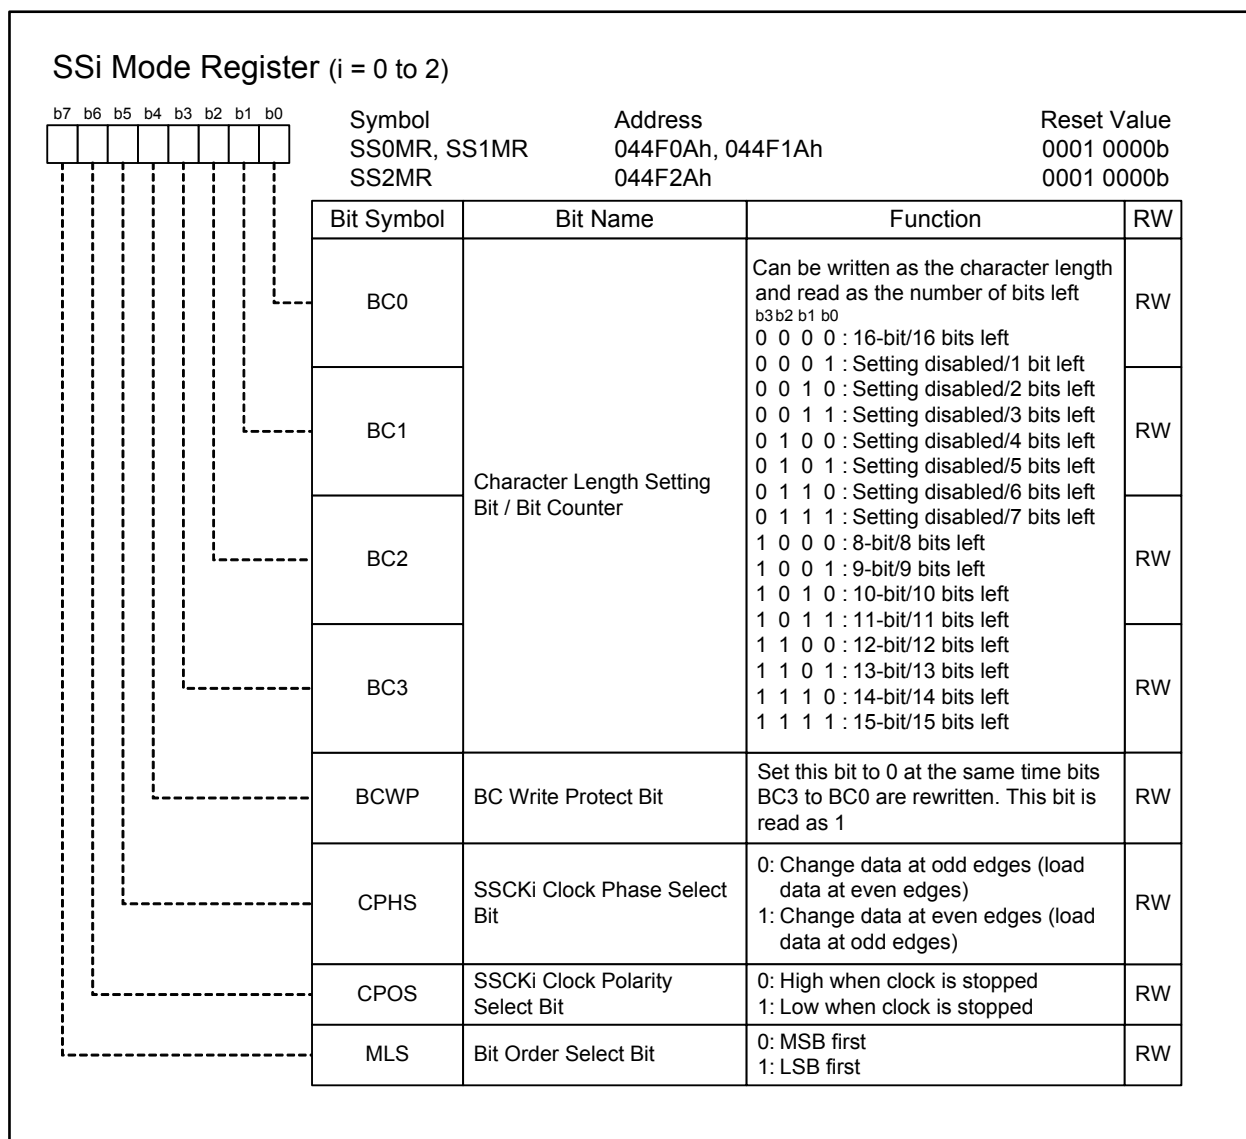 SSi Mode Register (i = 0 to 2)
b7 b6 b5 b4 b3 b2 b1 b0
Symbol Address Reset Value
SS0MR, SS1MR 044F0Ah, 044F1Ah 0001 0000b
SS2MR 044F2Ah 0001 0000b
Bit Symbol Bit Name Function RW
BC0
Character Length Setting
Bit / Bit Counter
Can be written as the character length
and read as the number of bits left
b3 b2 b1 b0
0 0 0 0 : 16-bit/16 bits left
0 0 0 1 : Setting disabled/1 bit left
0 0 1 0 : Setting disabled/2 bits left
0 0 1 1 : Setting disabled/3 bits left
0 1 0 0 : Setting disabled/4 bits left
0 1 0 1 : Setting disabled/5 bits left
0 1 1 0 : Setting disabled/6 bits left
0 1 1 1 : Setting disabled/7 bits left
1 0 0 0 : 8-bit/8 bits left
1 0 0 1 : 9-bit/9 bits left
1 0 1 0 : 10-bit/10 bits left
1 0 1 1 : 11-bit/11 bits left
1 1 0 0 : 12-bit/12 bits left
1 1 0 1 : 13-bit/13 bits left
1 1 1 0 : 14-bit/14 bits left
1 1 1 1 : 15-bit/15 bits left
RW
BC1
RW
BC2
RW
BC3
RW
BCWP
BC Write Protect Bit
Set this bit to 0 at the same time bits
BC3 to BC0 are rewritten. This bit is
read as 1
RW
CPHS
SSCKi Clock Phase Select
Bit
0: Change data at odd edges (load
data at even edges)
1: Change data at even edges (load
data at odd edges)
RW
CPOS
SSCKi Clock Polarity
Select Bit
0: High when clock is stopped
1: Low when clock is stopped
RW
MLS
Bit Order Select Bit
0: MSB first
1: LSB first
RW